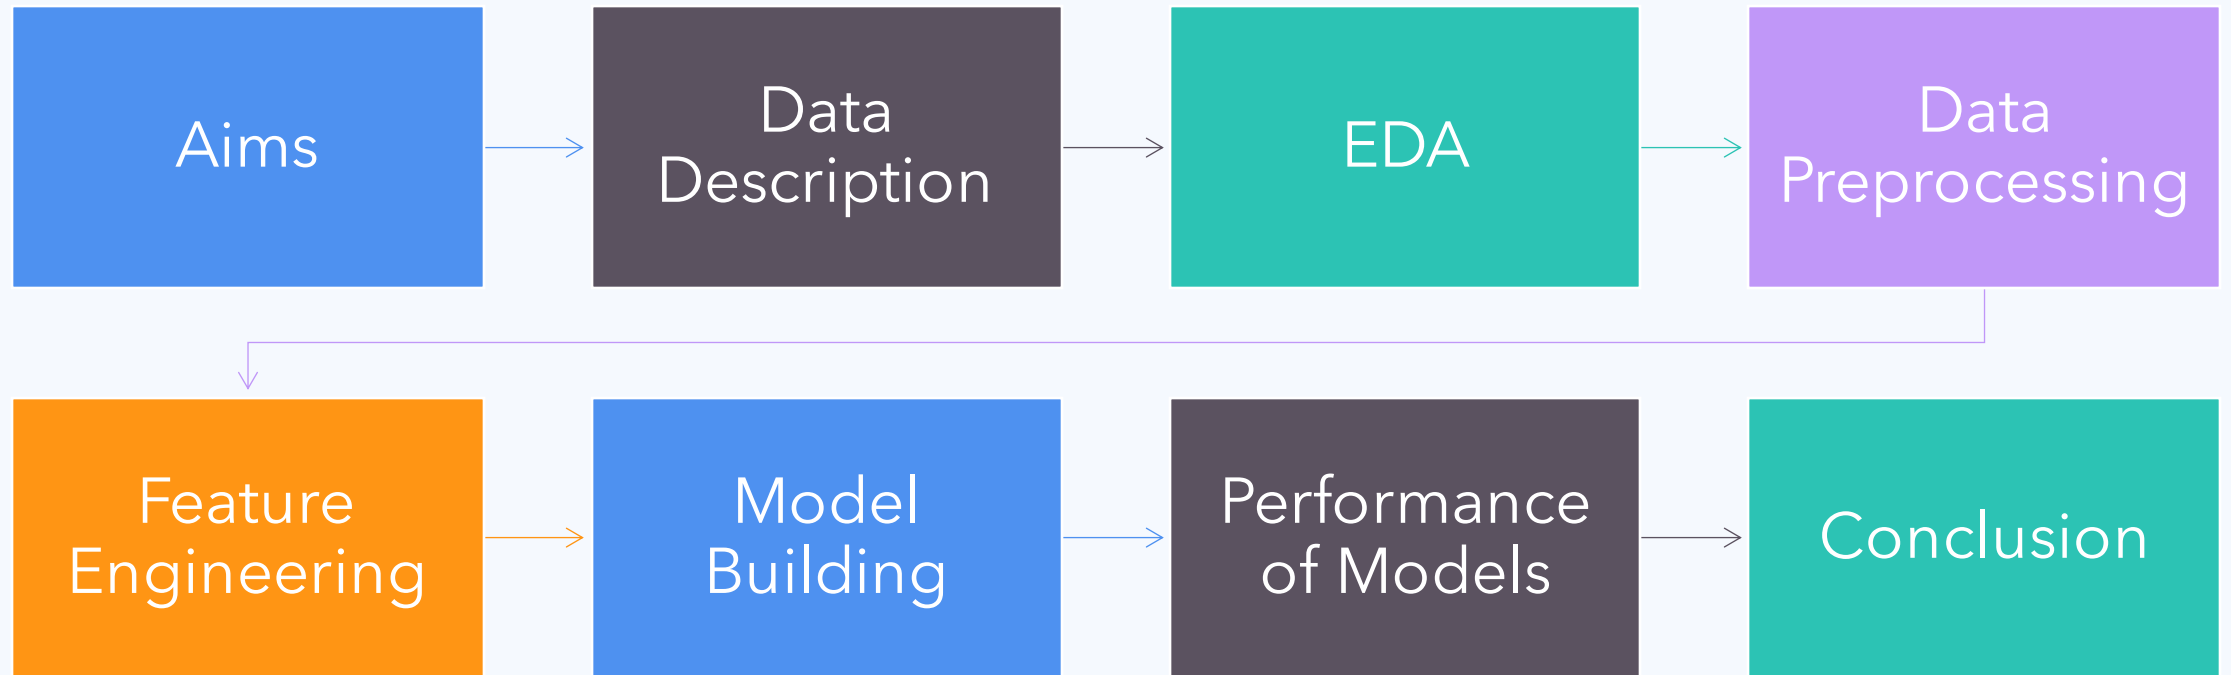 Aims
Data
Description
EDA
Data
Preprocessing
Feature
Engineering
Model
Building
Performance
of Models
Conclusion